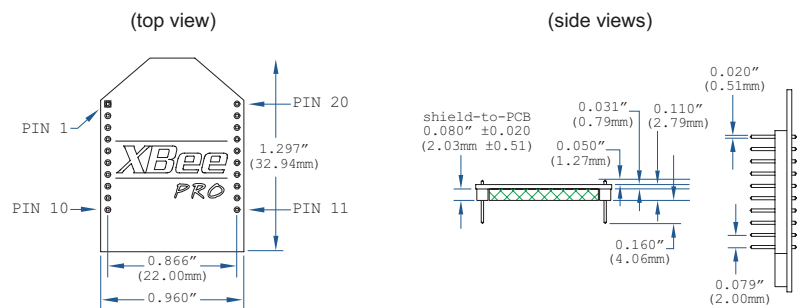 (top view)
(side views)
PIN 1
PIN 20
XBee
PRO
PIN 10
PIN 11
1.297"
(32.94mm)
0.866"
(22.00mm)
0.960"
shield-to-PCB
0.080" ±0.020
(2.03mm ±0.51)
0.031"
(0.79mm)
0.110"
(2.79mm)
0.050"
(1.27mm)
0.160"
(4.06mm)
0.020"
(0.51mm)
0.079"
(2.00mm)